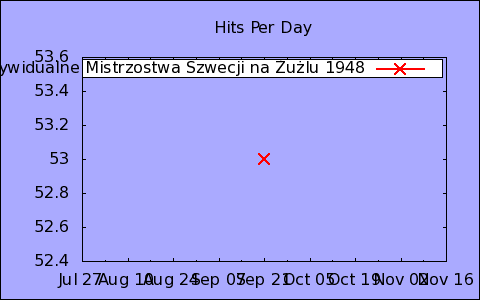 Hits Per Day
53.6
ywidualne Mistrzostwa Szwecji na Żużlu 1948
53.4
53.2
53
52.8
52.6
52.4
Jul 27 Aug 10 Aug 24 Sep 07 Sep 21 Oct 05 Oct 19 Nov 02 Nov 16